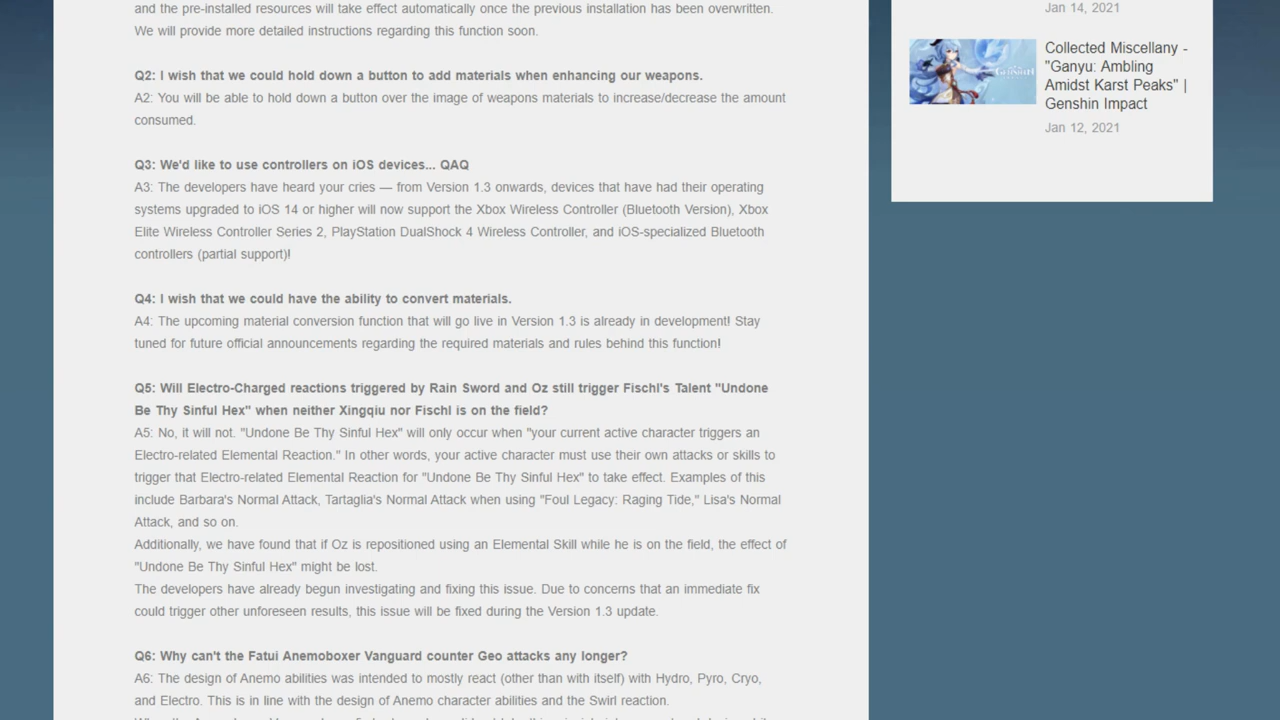 and the pre-installed resources will take effect automatically once the previous installation has been overwritten.
We will provide more detailed instructions regarding this function soon.
Q2: I wish that we could hold down a button to add materials when enhancing our weapons.
A2: You will be able to hold down a button over the image of weapons materials to increase/decrease the amount
consumed.
Q3: We'd like to use controllers on iOS devices... QAQ
A3: The developers have heard your cries — from Version 1.3 onwards, devices that have had their operating
systems upgraded to iOS 14 or higher will now support the Xbox Wireless Controller (Bluetooth Version), Xbox
Elite Wireless Controller Series 2, PlayStation DualShock 4 Wireless Controller, and iOS-specialized Bluetooth
controllers (partial support)!
Q4: I wish that we could have the ability to convert materials.
A4: The upcoming material conversion function that will go live in Version 1.3 is already in development! Stay
tuned for future official announcements regarding the required materials and rules behind this function!
Q5: Will Electro-Charged reactions triggered by Rain Sword and Oz still trigger Fischl's Talent "Undone
Be Thy Sinful Hex" when neither Xingqiu nor Fischl is on the field?
A5: No, it will not. "Undone Be Thy Sinful Hex" will only occur when "your current active character triggers an
Electro-related Elemental Reaction." In other words, your active character must use their own attacks or skills to
trigger that Electro-related Elemental Reaction for "Undone Be Thy Sinful Hex" to take effect. Examples of this
include Barbara's Normal Attack, Tartaglia's Normal Attack when using "Foul Legacy: Raging Tide," Lisa's Normal
Attack, and so on.
Additionally, we have found that if Oz is repositioned using an Elemental Skill while he is on the field, the effect of
"Undone Be Thy Sinful Hex" might be lost.
The developers have already begun investigating and fixing this issue. Due to concerns that an immediate fix
could trigger other unforeseen results, this issue will be fixed during the Version 1.3 update.
Q6: Why can't the Fatui Anemoboxer Vanguard counter Geo attacks any longer?
A6: The design of Anemo abilities was intended to mostly react (other than with itself) with Hydro, Pyro, Cryo,
and Electro. This is in line with the design of Anemo character abilities and the Swirl reaction.
Jan 14, 2021
Genshin
Collected Miscellany -
"Ganyu: Ambling
Amidst Karst Peaks" |
Genshin Impact
Jan 12, 2021